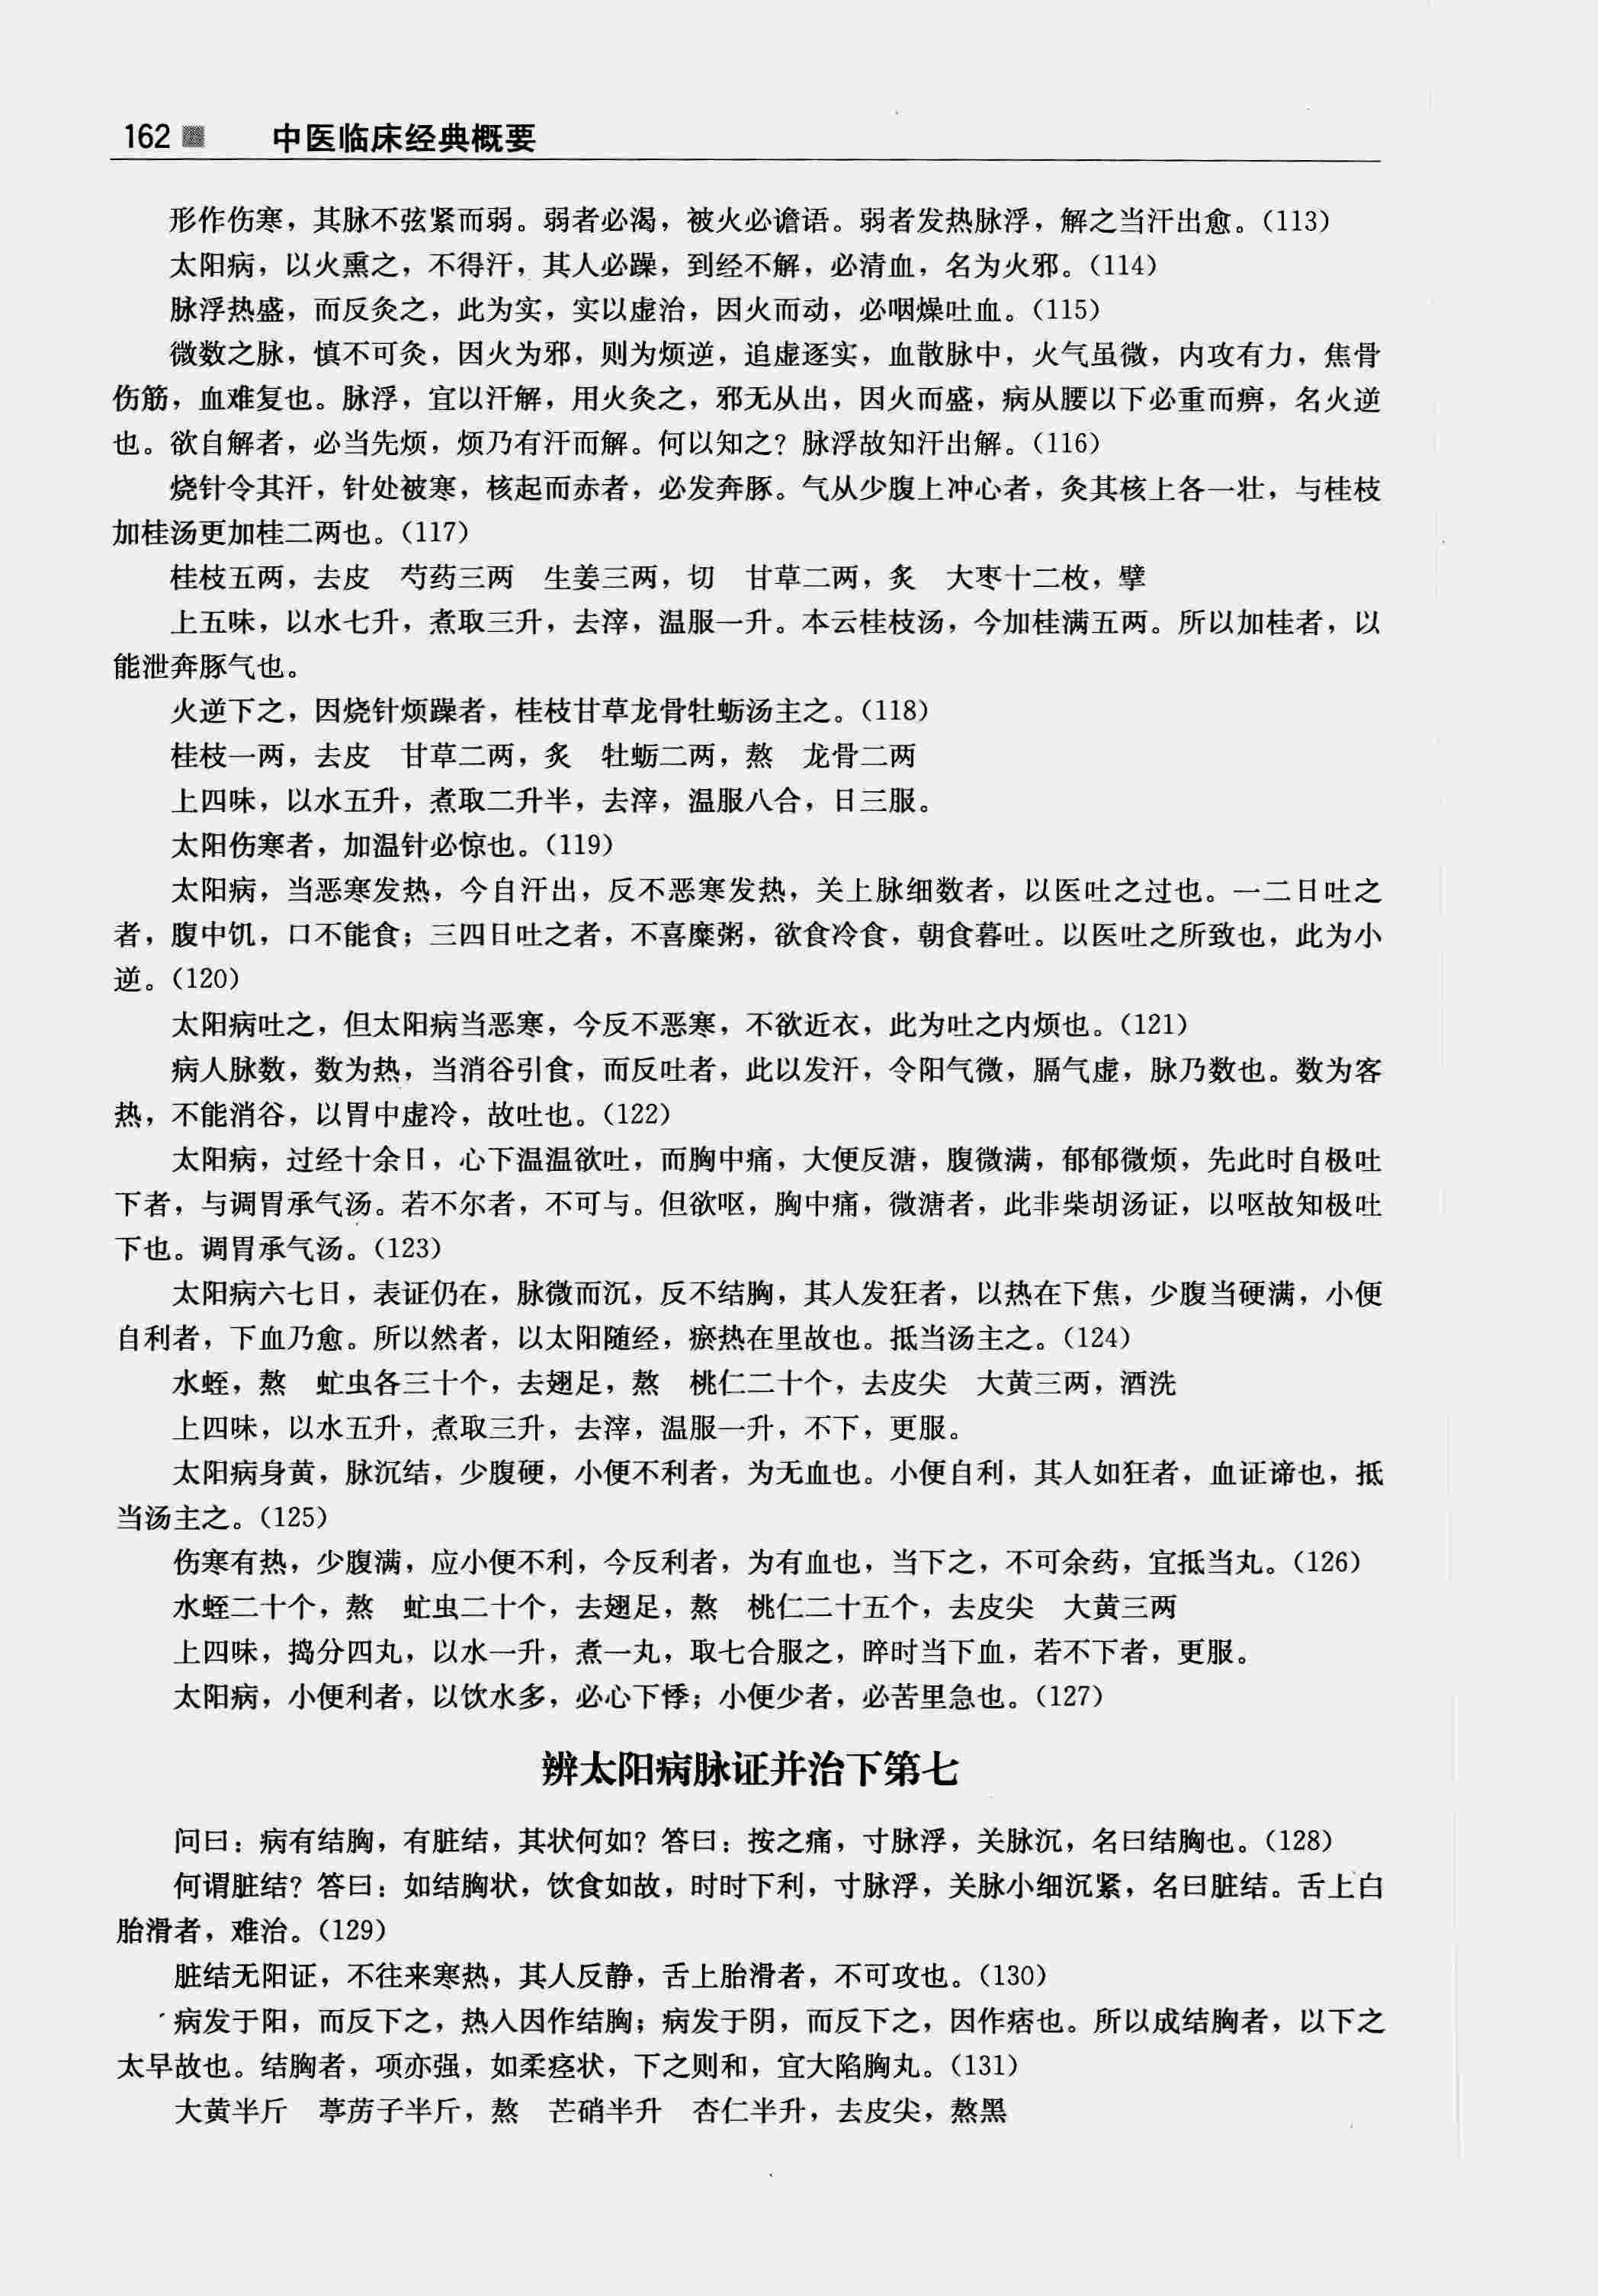 162 中医临床经典概要
形作伤寒，其脉不弦紧而弱。弱者必渴，被火必谵语。弱者发热脉浮，解之当汗出愈。（113）
太阳病，以火熏之，不得汗，其人必躁，到经不解，必清血，名为火邪。（114）
脉浮热盛，而反灸之，此为实，实以虚治，因火而动，必咽燥吐血。（115）
微数之脉，慎不可灸，因火为邪，则为烦逆，追虚逐实，血散脉中，火气虽微，内攻有力，焦骨
伤筋，血难复也。脉浮，宜以汗解，用火灸之，邪无从出，因火而盛，病从腰以下必重而痹，名火逆
也。欲自解者，必当先烦，烦乃有汗而解。何以知之？脉浮故知汗出解。（116）
烧针令其汗，针处被寒，核起而赤者，必发奔豚。气从少腹上冲心者，灸其核上各一壮，与桂枝
加桂汤更加桂二两也。（117）
桂枝五两，去皮　芍药三两　生姜三两，切　甘草二两，炙　大枣十二枚，擘
上五味，以水七升，煮取三升，去滓，温服一升。本云桂枝汤，今加桂满五两。所以加桂者，以
能泄奔豚气也。
火逆下之，因烧针烦躁者，桂枝甘草龙骨牡蛎汤主之。（118）
桂枝一两，去皮　甘草二两，炙　牡蛎二两，熬　龙骨二两
上四味，以水五升，煮取二升半，去滓，温服八合，日三服。
太阳伤寒者，加温针必惊也。（119）
太阳病，当恶寒发热，今自汗出，反不恶寒发热，关上脉细数者，以医吐之过也。一二日吐之
者，腹中饥，口不能食；三四日吐之者，不喜糜粥，欲食冷食，朝食暮吐。以医吐之所致也，此为小
逆。（120）
太阳病吐之，但太阳病当恶寒，今反不恶寒，不欲近衣，此为吐之内烦也。（121）
病人脉数，数为热，当消谷引食，而反吐者，此以发汗，令阳气微，膈气虚，脉乃数也。数为客
热，不能消谷，以胃中虚冷，故吐也。（122）
太阳病，过经十余日，心下温温欲吐，而胸中痛，大便反溏，腹微满，郁郁微烦，先此时自极吐
下者，与调胃承气汤。若不尔者，不可与。但欲呕，胸中痛，微溏者，此非柴胡汤证，以呕故知极吐
下也。调胃承气汤。（123）
太阳病六七日，表证仍在，脉微而沉，反不结胸，其人发狂者，以热在下焦，少腹当硬满，小便
自利者，下血乃愈。所以然者，以太阳随经，瘀热在里故也。抵当汤主之。（124）
水蛭，熬　虻虫各三十个，去翅足，熬　桃仁二十个，去皮尖　大黄三两，酒洗
上四味，以水五升，煮取三升，去滓，温服一升，不下，更服。
太阳病身黄，脉沉结，少腹硬，小便不利者，为无血也。小便自利，其人如狂者，血证谛也，抵
当汤主之。（125）
伤寒有热，少腹满，应小便不利，今反利者，为有血也，当下之，不可余药，宜抵当丸。（126）
水蛭二十个，熬　虻虫二十个，去翅足，熬　桃仁二十五个，去皮尖　大黄三两
上四味，捣分四丸，以水一升，煮一丸，取七合服之，晬时当下血，若不下者，更服。
太阳病，小便利者，以饮水多，必心下悸；小便少者，必苦里急也。（127）
辨太阳病脉证并治下第七
问曰：病有结胸，有脏结，其状何如？答曰：按之痛，寸脉浮，关脉沉，名曰结胸也。（128）
何谓脏结？答曰：如结胸状，饮食如故，时时下利，寸脉浮，关脉小细沉紧，名曰脏结。舌上白
胎滑者，难治。（129）
脏结无阳证，不往来寒热，其人反静，舌上胎滑者，不可攻也。（130）
病发于阳，而反下之，热入因作结胸；病发于阴，而反下之，因作痞也。所以成结胸者，以下之
太早故也。结胸者，项亦强，如柔痉状，下之则和，宜大陷胸丸。（131）
大黄半斤　葶苈子半斤，熬　芒硝半升　杏仁半升，去皮尖，熬黑